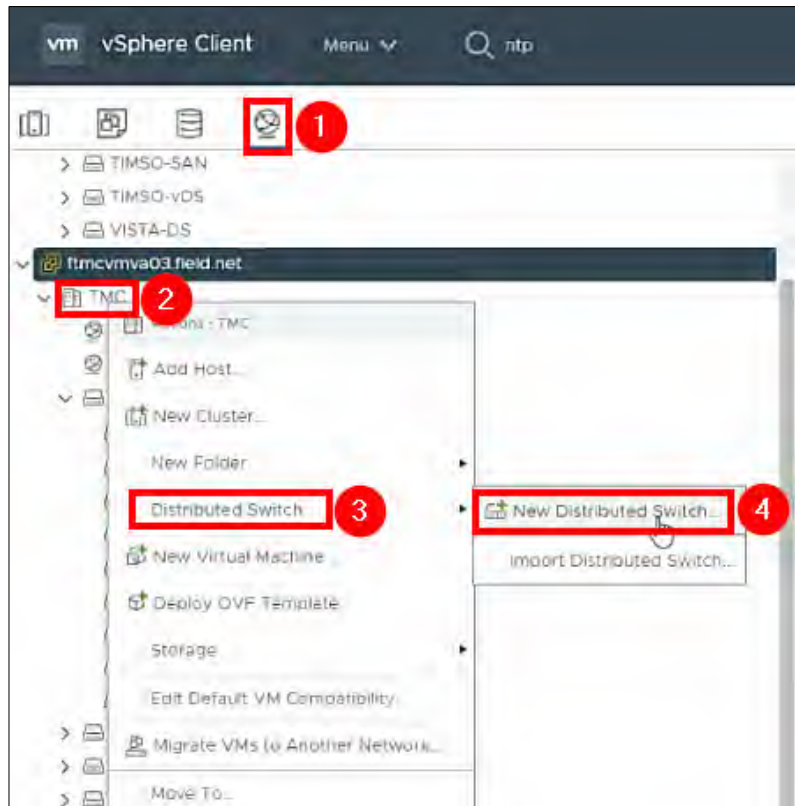 vm vSphere Client Menu ntp
1
TIMSO-SAN
TIMSO-vDS
VISTA-DS
ftmcvmva03.field.net
TMC 2
- TMC
Add Host...
New Cluster...
New Folder
Distributed Switch 3
New Distributed Switch... 4
New Virtual Machine
Import Distributed Switch...
Deploy OVF Template
Storage
Edit Default VM Compatibility
Migrate VMs to Another Network...
Move To...